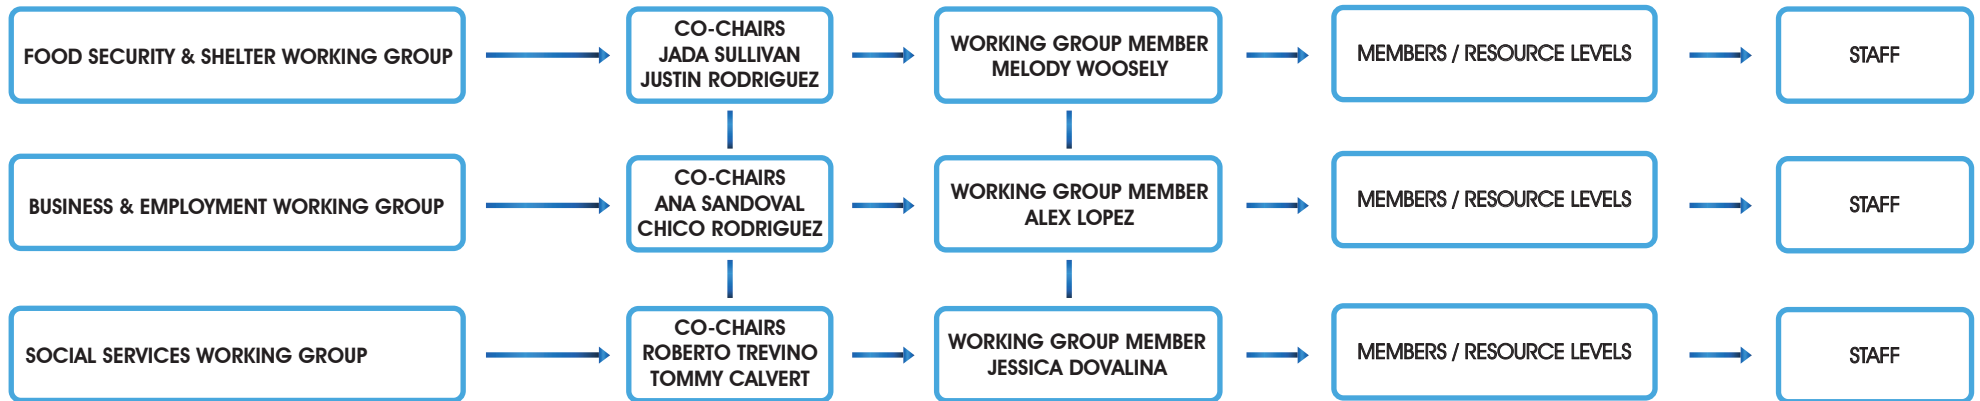 FOOD SECURITY & SHELTER WORKING GROUP
CO-CHAIRS
JADA SULLIVAN
JUSTIN RODRIGUEZ
WORKING GROUP MEMBER
MELODY WOOSELY
MEMBERS / RESOURCE LEVELS
STAFF
BUSINESS & EMPLOYMENT WORKING GROUP
CO-CHAIRS
ANA SANDOVAL
CHICO RODRIGUEZ
WORKING GROUP MEMBER
ALEX LOPEZ
MEMBERS / RESOURCE LEVELS
STAFF
SOCIAL SERVICES WORKING GROUP
CO-CHAIRS
ROBERTO TREVINO
TOMMY CALVERT
WORKING GROUP MEMBER
JESSICA DOVALINA
MEMBERS / RESOURCE LEVELS
STAFF